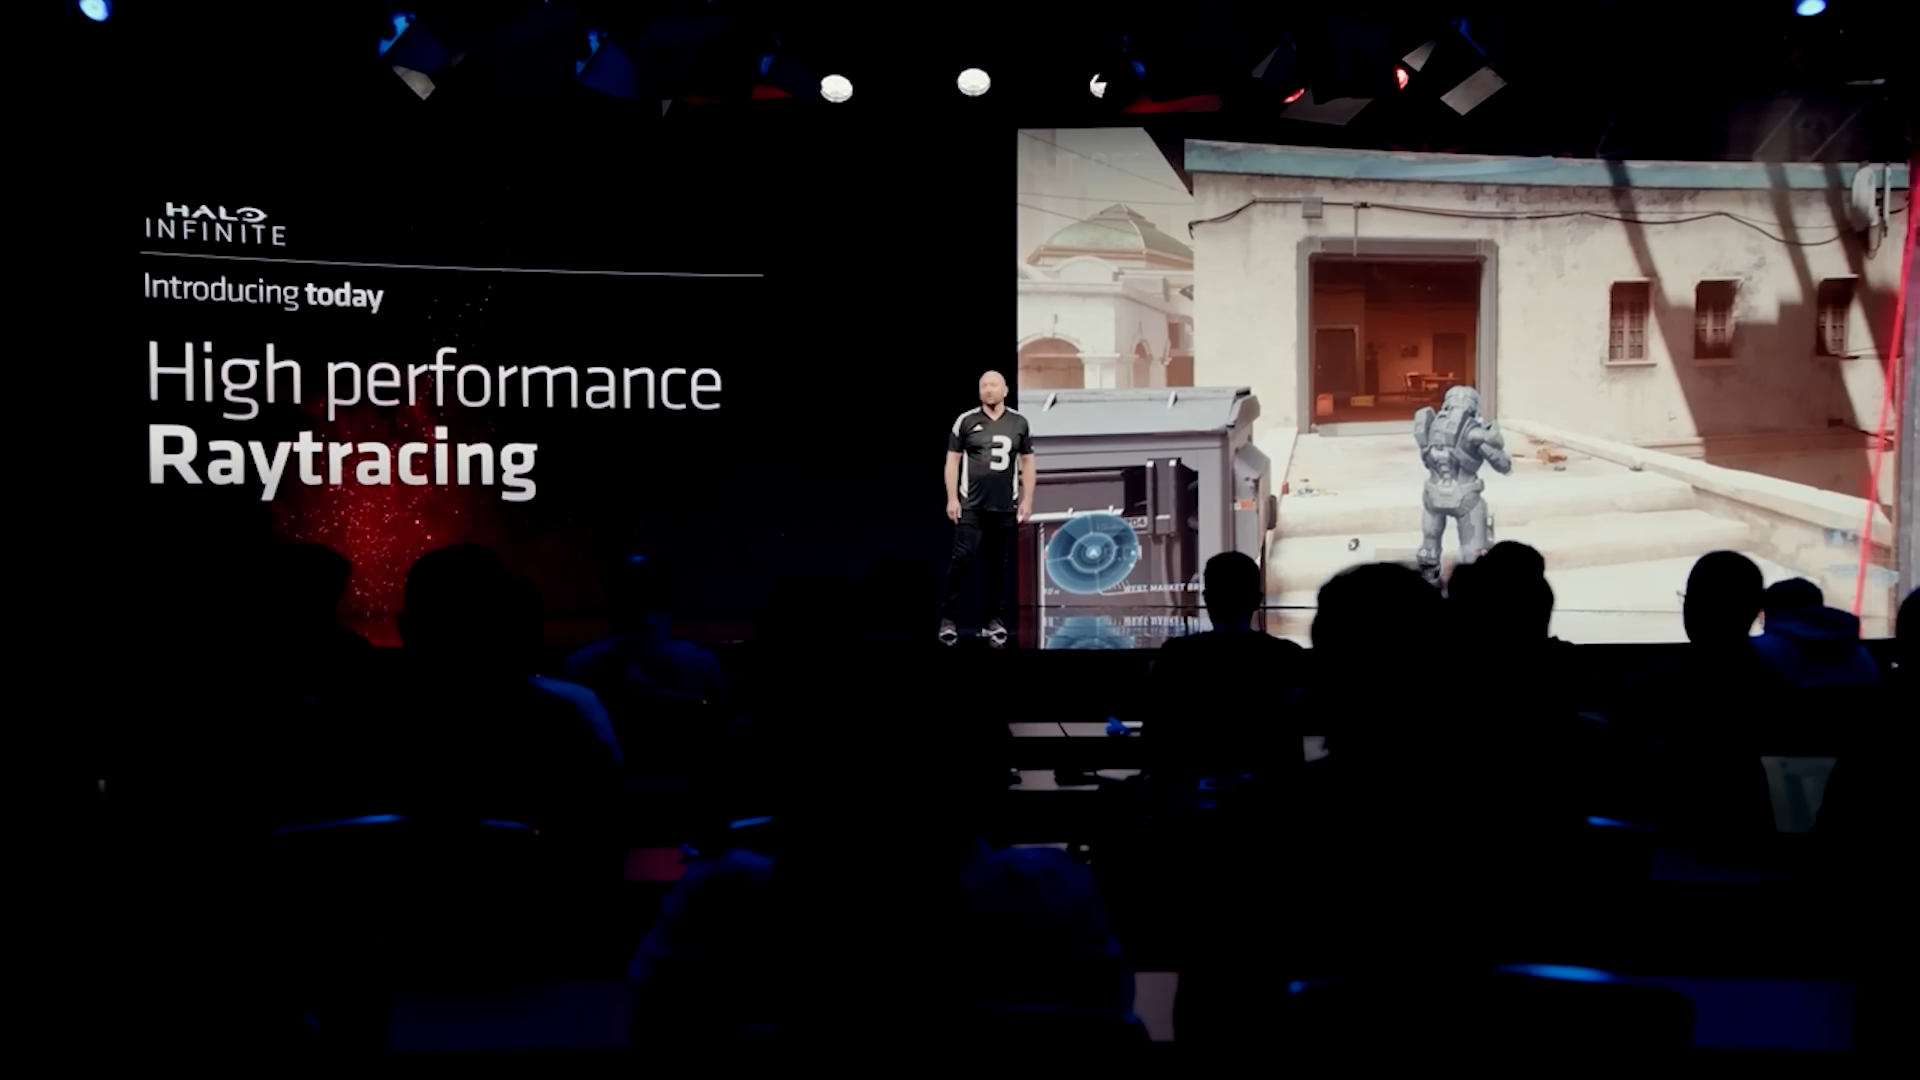 HALO
INFINITE
Introducing today
High performance
Raytracing
3